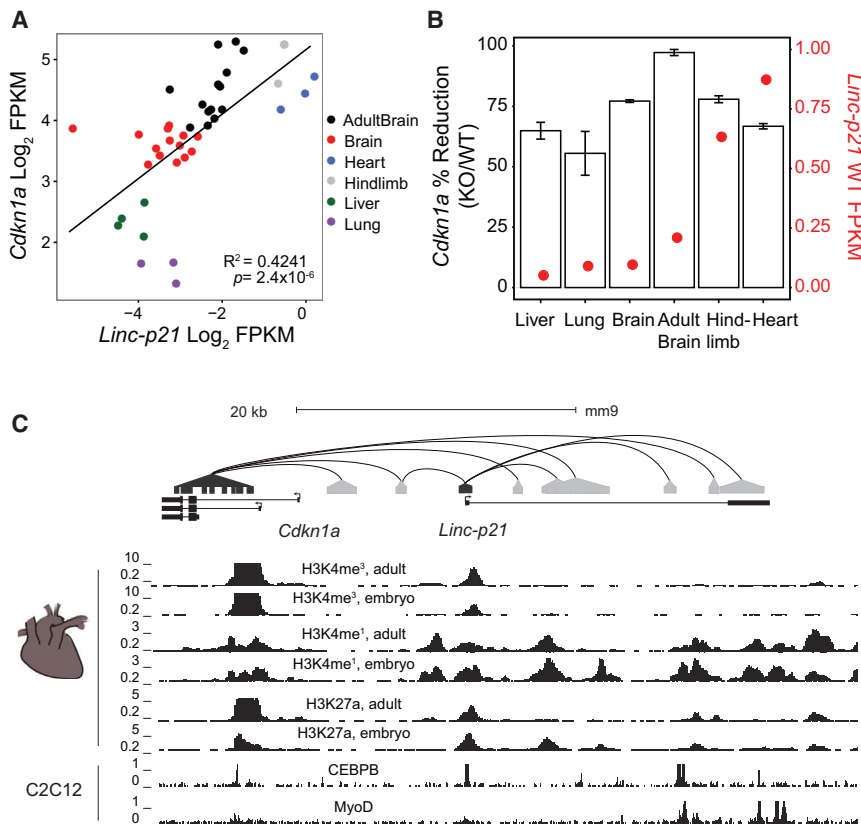 A
Cdkn1a Log2 FPKM
5
4
3
2
−4
−2
0
Linc-p21 Log2 FPKM
R2 = 0.4241
p= 2.4x10-6
AdultBrain
Brain
Heart
Hindlimb
Liver
Lung
B
Cdkn1a % Reduction
(KO/WT)
100
75
50
25
0
1.00
0.75
0.50
0.25
0.00
Linc-p21 WT FPKM
Liver Lung Brain Adult Hind-Heart
Brain limb
C
20 kb
mm9
Cdkn1a
Linc-p21
10
0.2
H3K4me3, adult
10
0.2
H3K4me3, embryo
3
0.2
H3K4me1, adult
3
0.2
H3K4me1, embryo
5
0.2
H3K27a, adult
5
0.2
H3K27a, embryo
C2C12
1
0
CEBPB
1
0
MyoD